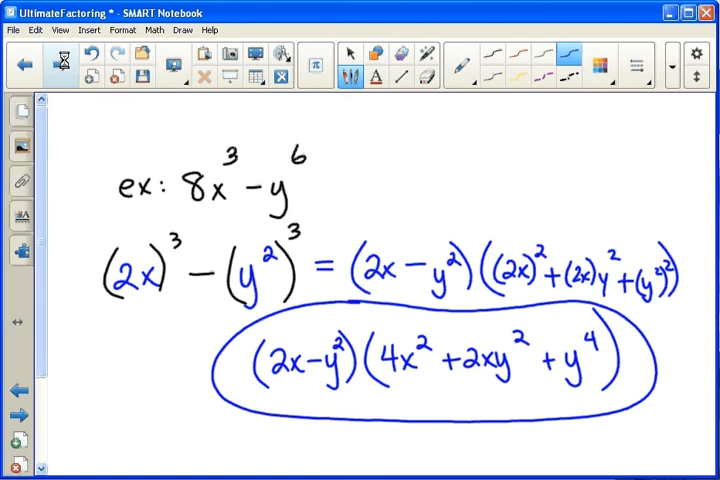 UltimateFactoring * - SMART Notebook
File Edit View Insert Format Math Draw Help
ex: 8x³ - y⁶
(2x)³ - (y²)³ = (2x - y²)((2x)² + (2x)y² + (y²)²)
(2x - y²)(4x² + 2xy² + y⁴)